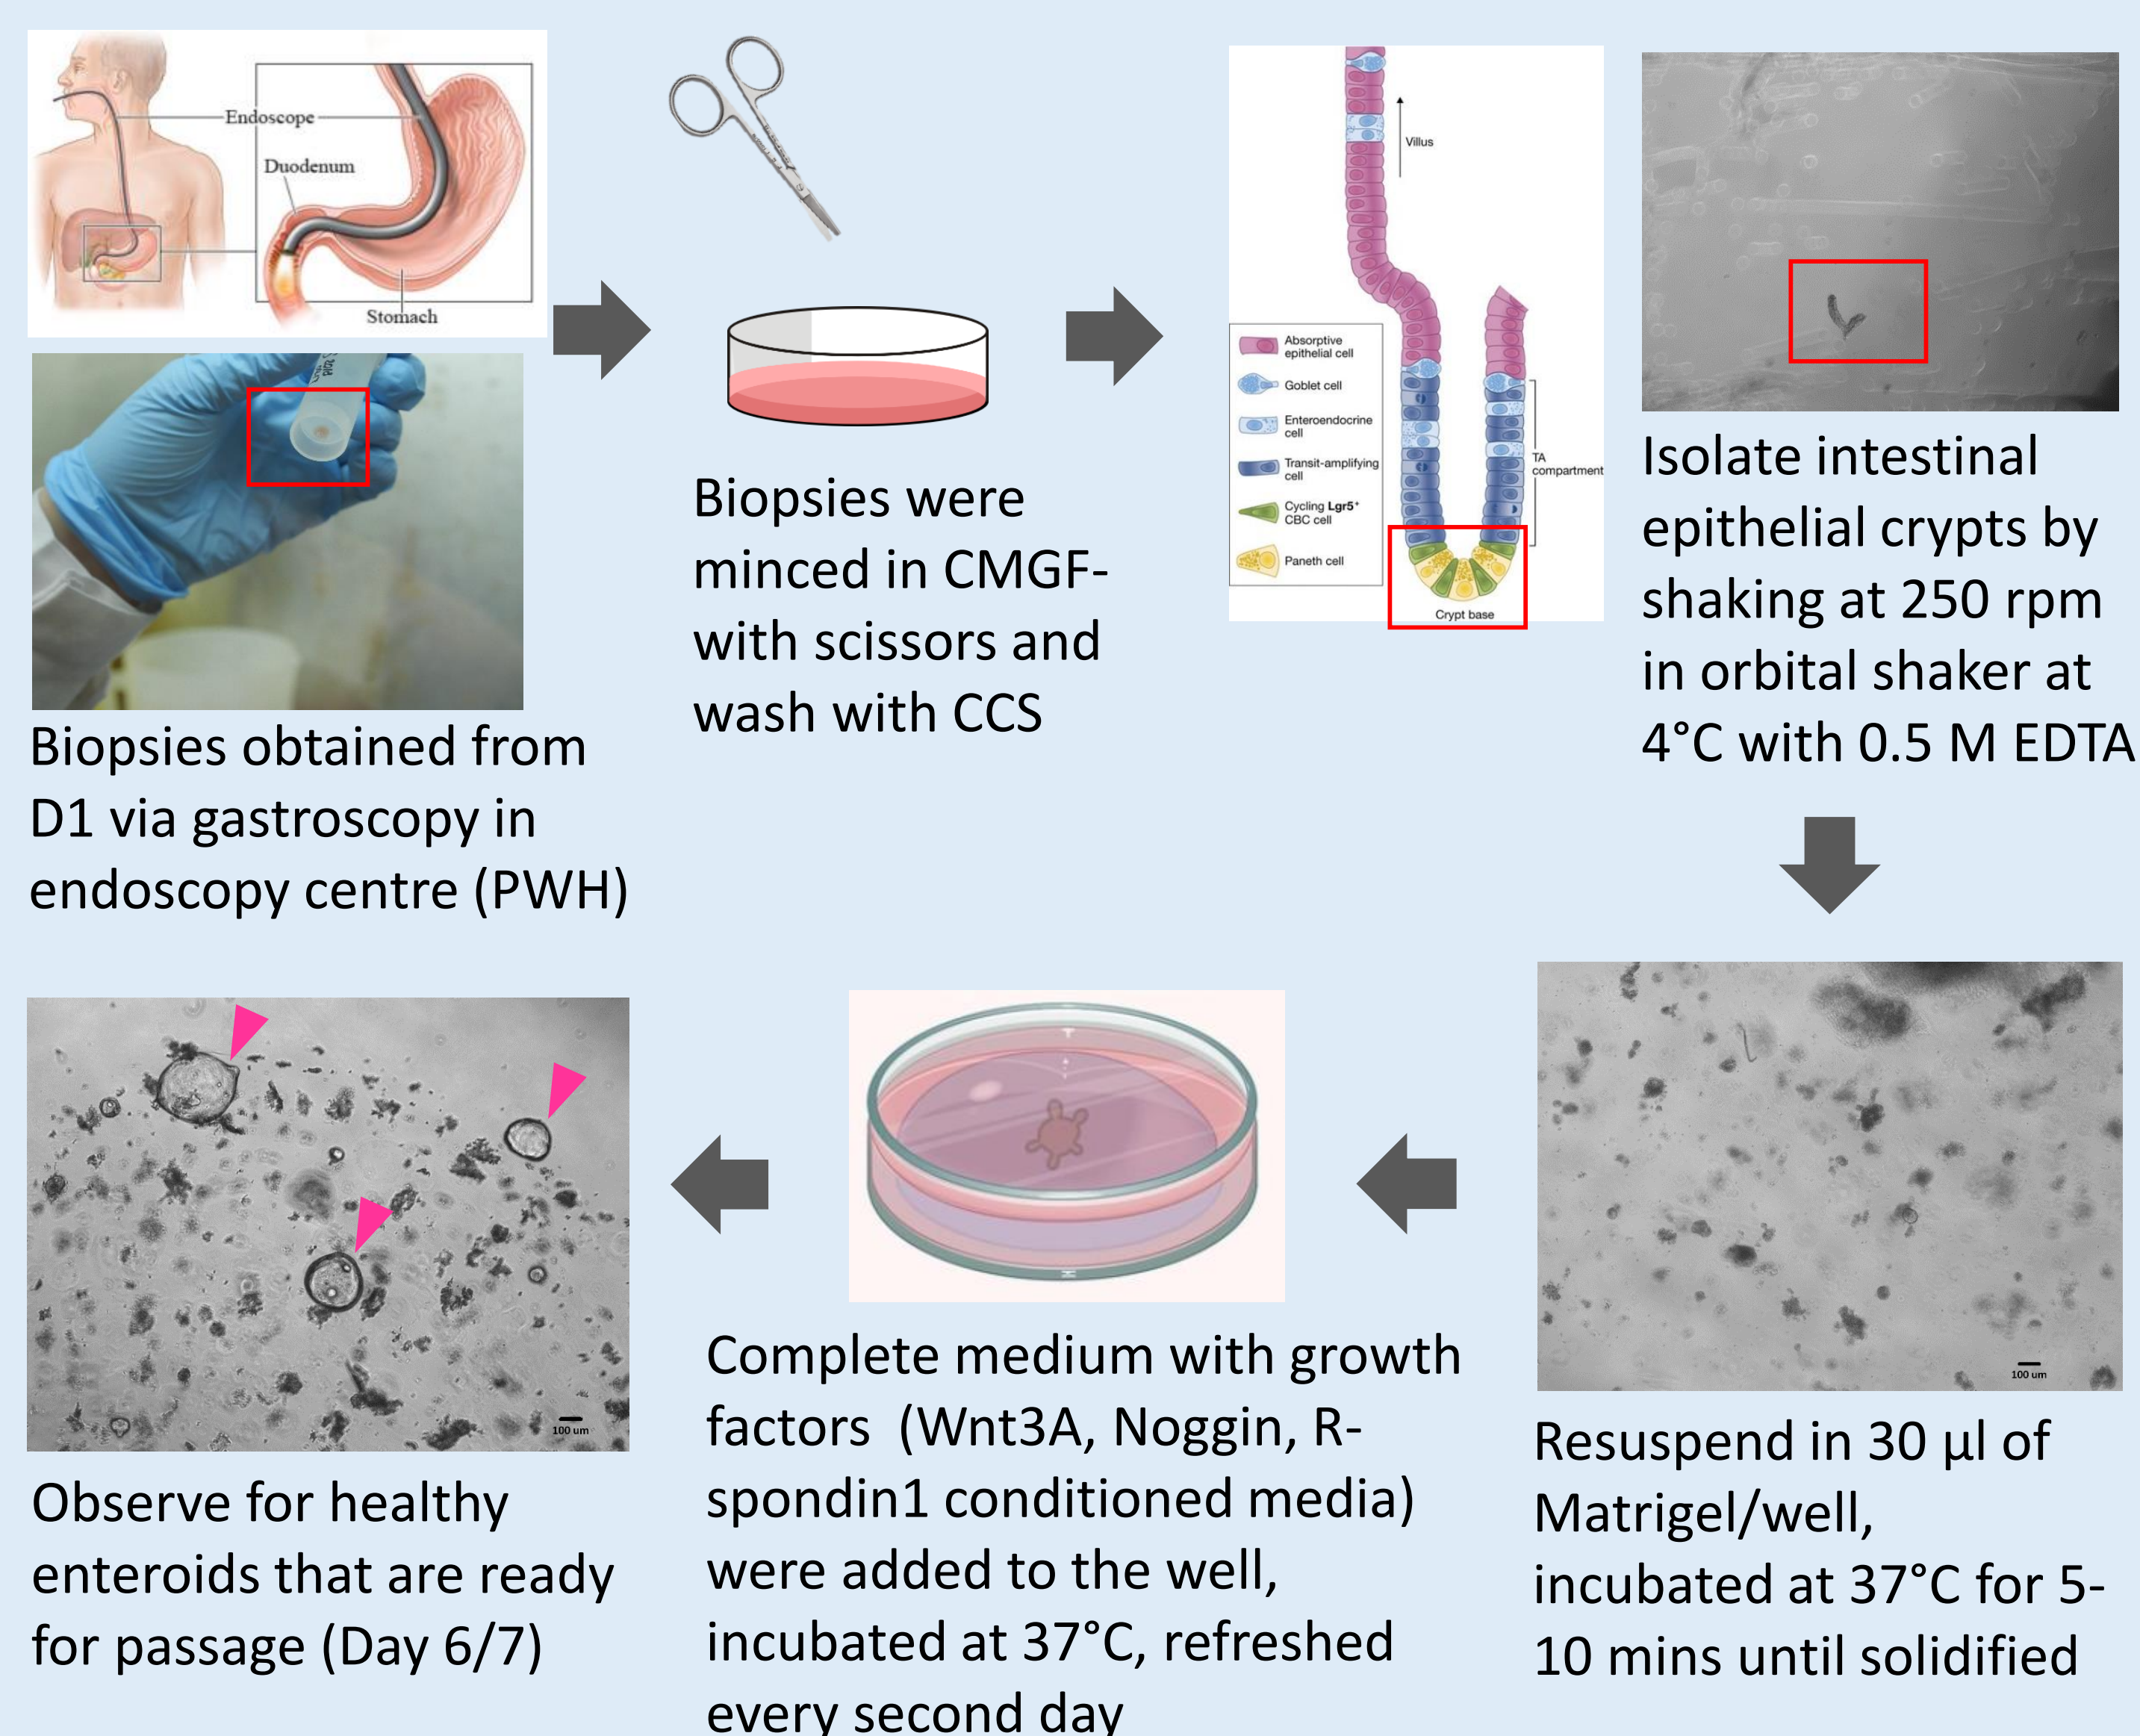 Endoscope
Duodenum
Stomach
Biopsies obtained from
D1 via gastroscopy in
endoscopy centre (PWH)
Biopsies were
minced in CMGF-
with scissors and
wash with CCS
Villus
Absorptive
epithelial cell
Goblet cell
Enteroendocrine
cell
Transit-amplifying
cell
Cycling Lgr5⁺
CBC cell
Paneth cell
TA
compartment
Crypt base
Isolate intestinal
epithelial crypts by
shaking at 250 rpm
in orbital shaker at
4°C with 0.5 M EDTA
100 um
Resuspend in 30 µl of
Matrigel/well,
incubated at 37°C for 5-
10 mins until solidified
Complete medium with growth
factors (Wnt3A, Noggin, R-
spondin1 conditioned media)
were added to the well,
incubated at 37°C, refreshed
every second day
100 um
Observe for healthy
enteroids that are ready
for passage (Day 6/7)